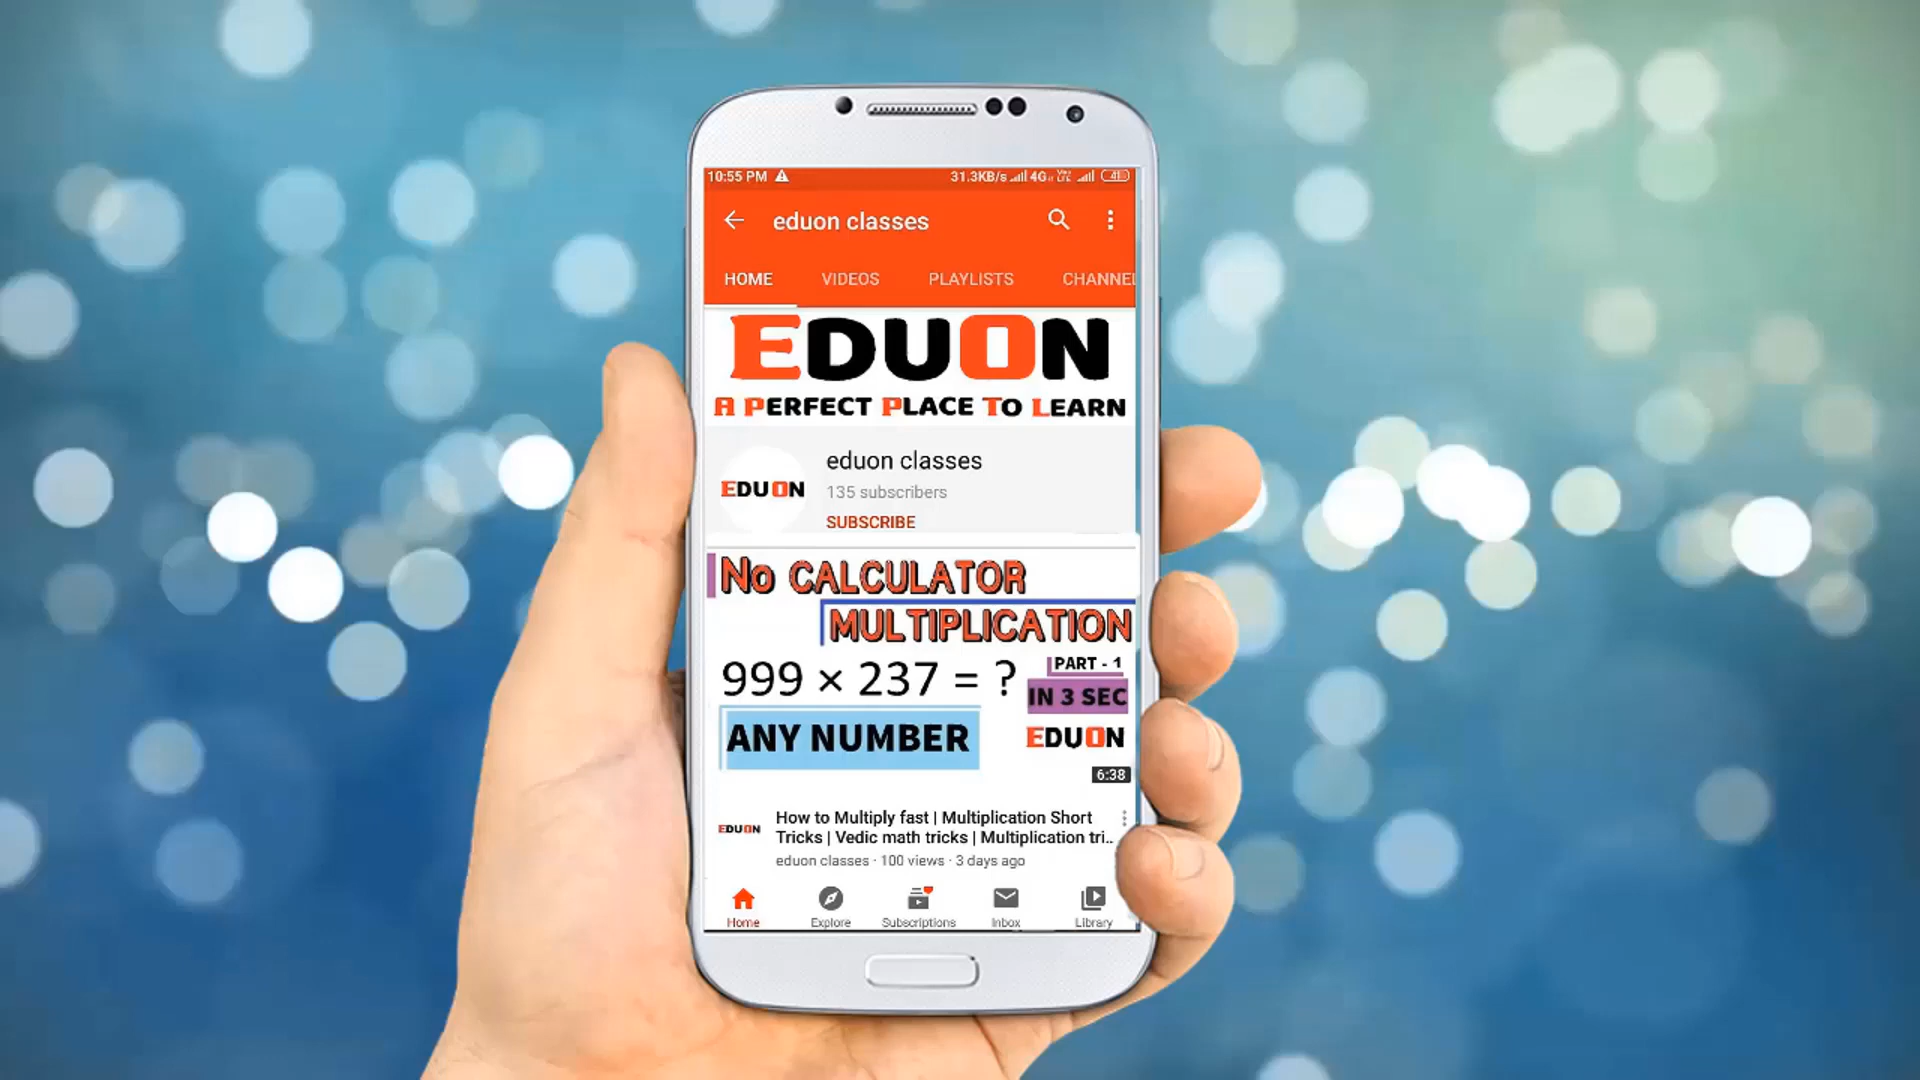 10:55 PM 31.3KB/s 4G 41
eduon classes
HOME VIDEOS PLAYLISTS CHANNEL
EDUON
A PERFECT PLACE TO LEARN
eduon classes
EDUON
135 subscribers
SUBSCRIBE
No CALCULATOR
MULTIPLICATION
999 × 237 = ?
PART - 1
IN 3 SEC
ANY NUMBER
EDUON
6:38
EDUON
How to Multiply fast | Multiplication Short
Tricks | Vedic math tricks | Multiplication tri..
eduon classes · 100 views · 3 days ago
Home Explore Subscriptions Inbox Library